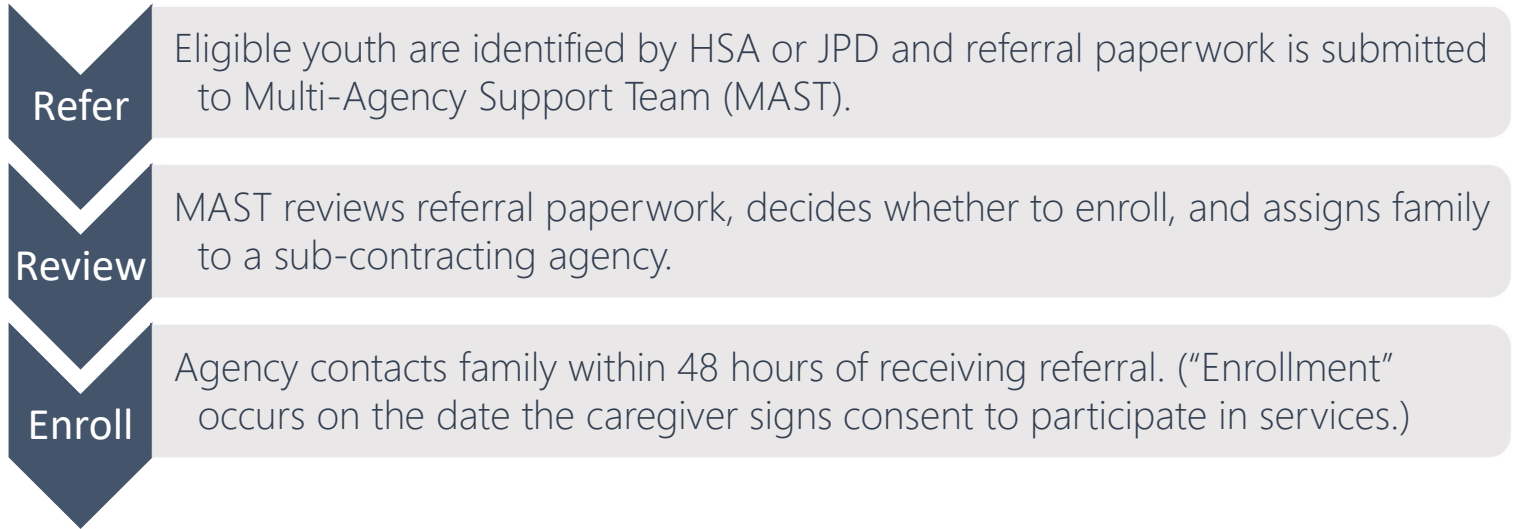 Refer
Eligible youth are identified by HSA or JPD and referral paperwork is submitted
to Multi-Agency Support Team (MAST).
Review
MAST reviews referral paperwork, decides whether to enroll, and assigns family
to a sub-contracting agency.
Enroll
Agency contacts family within 48 hours of receiving referral. (“Enrollment”
occurs on the date the caregiver signs consent to participate in services.)